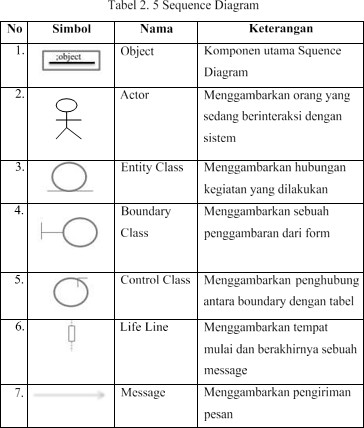 Tabel 2. 5 Sequence Diagram
No Simbol Nama Keterangan
1. ;object Object Komponen utama Squence
Diagram
2. Actor Menggambarkan orang yang
sedang berinteraksi dengan
sistem
3. Entity Class Menggambarkan hubungan
kegiatan yang dilakukan
4. Boundary Menggambarkan sebuah
Class penggambaran dari form
5. Control Class Menggambarkan penghubung
antara boundary dengan tabel
6. Life Line Menggambarkan tempat
mulai dan berakhirnya sebuah
message
7. Message Menggambarkan pengiriman
pesan